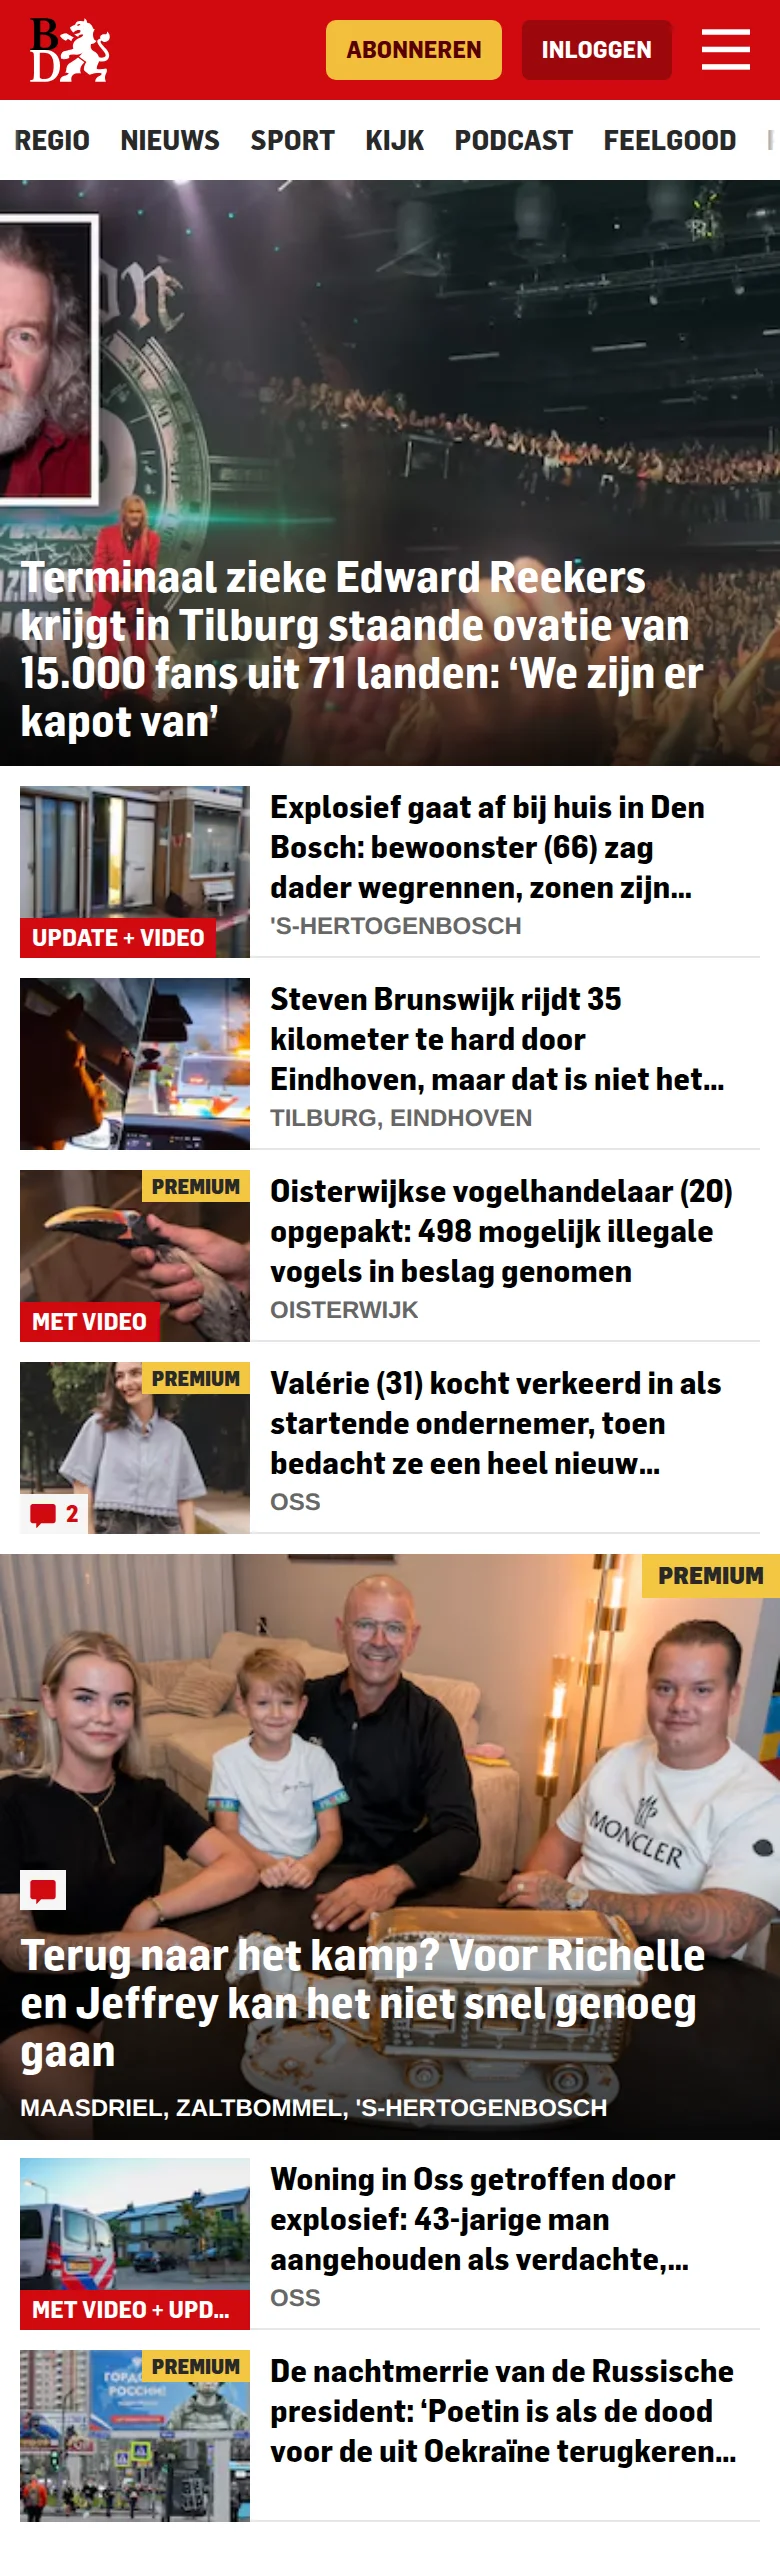 B
D
ABONNEREN
INLOGGEN
REGIO NIEUWS SPORT KIJK PODCAST FEELGOOD
Terminaal zieke Edward Reekers
krijgt in Tilburg staande ovatie van
15.000 fans uit 71 landen: ‘We zijn er
kapot van’
Explosief gaat af bij huis in Den
Bosch: bewoonster (66) zag
dader wegrennen, zonen zijn...
'S-HERTOGENBOSCH
UPDATE + VIDEO
Steven Brunswijk rijdt 35
kilometer te hard door
Eindhoven, maar dat is niet het...
TILBURG, EINDHOVEN
PREMIUM
MET VIDEO
Oisterwijkse vogelhandelaar (20)
opgepakt: 498 mogelijk illegale
vogels in beslag genomen
OISTERWIJK
PREMIUM
2
Valérie (31) kocht verkeerd in als
startende ondernemer, toen
bedacht ze een heel nieuw...
OSS
PREMIUM
MONCLER
Terug naar het kamp? Voor Richelle
en Jeffrey kan het niet snel genoeg
gaan
MAASDRIEL, ZALTBOMMEL, 'S-HERTOGENBOSCH
MET VIDEO + UPD...
Woning in Oss getroffen door
explosief: 43-jarige man
aangehouden als verdachte,...
OSS
PREMIUM
РОССИИ!
De nachtmerrie van de Russische
president: ‘Poetin is als de dood
voor de uit Oekraïne terugkeren...